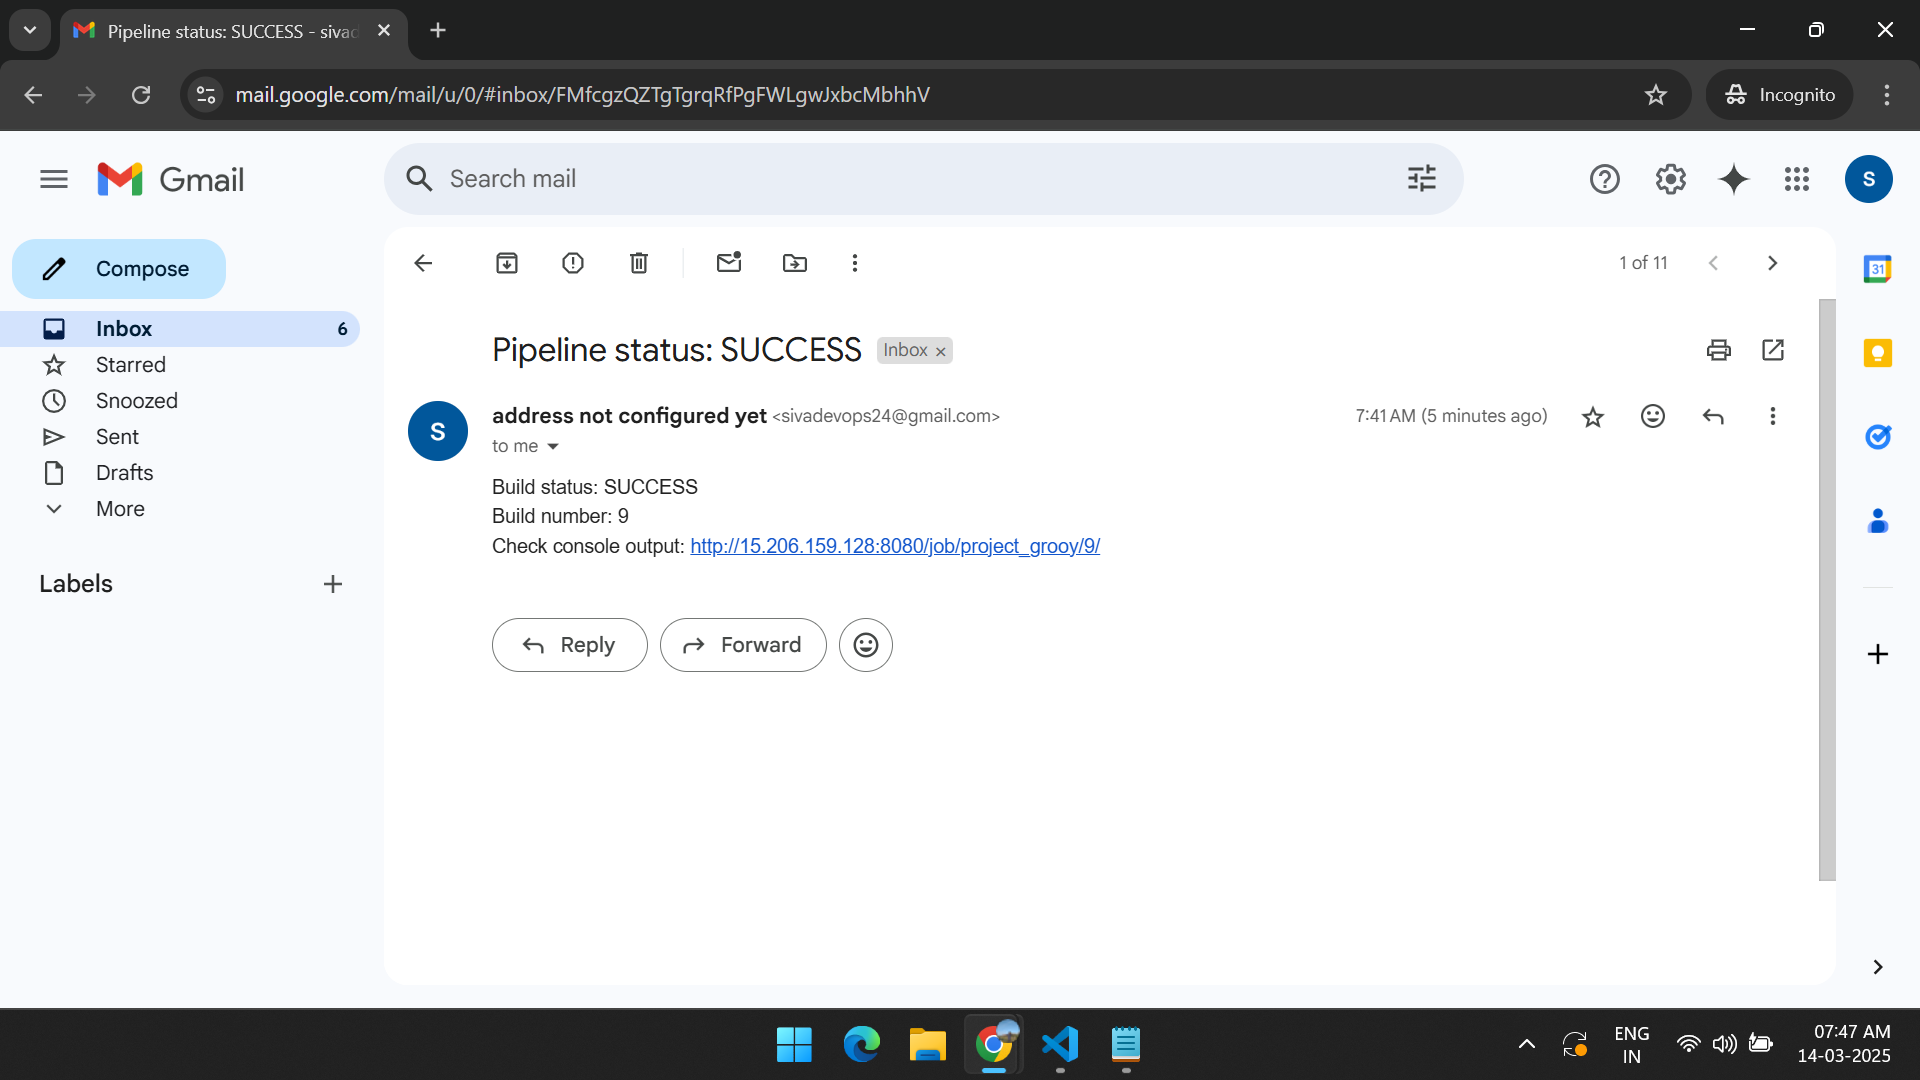 Pipeline status: SUCCESS - sivad
mail.google.com/mail/u/0/#inbox/FMfcgzQZTgTgrqRfPgFWLgwJxbcMbhhV
Incognito
Gmail
Search mail
S
Compose
1 of 11
31
Inbox 6
Starred
Snoozed
Sent
Drafts
More
Labels
Pipeline status: SUCCESS Inbox
S
address not configured yet <sivadevops24@gmail.com>
7:41 AM (5 minutes ago)
to me
Build status: SUCCESS
Build number: 9
Check console output: http://15.206.159.128:8080/job/project_grooy/9/
Reply
Forward
ENG
IN
07:47 AM
14-03-2025